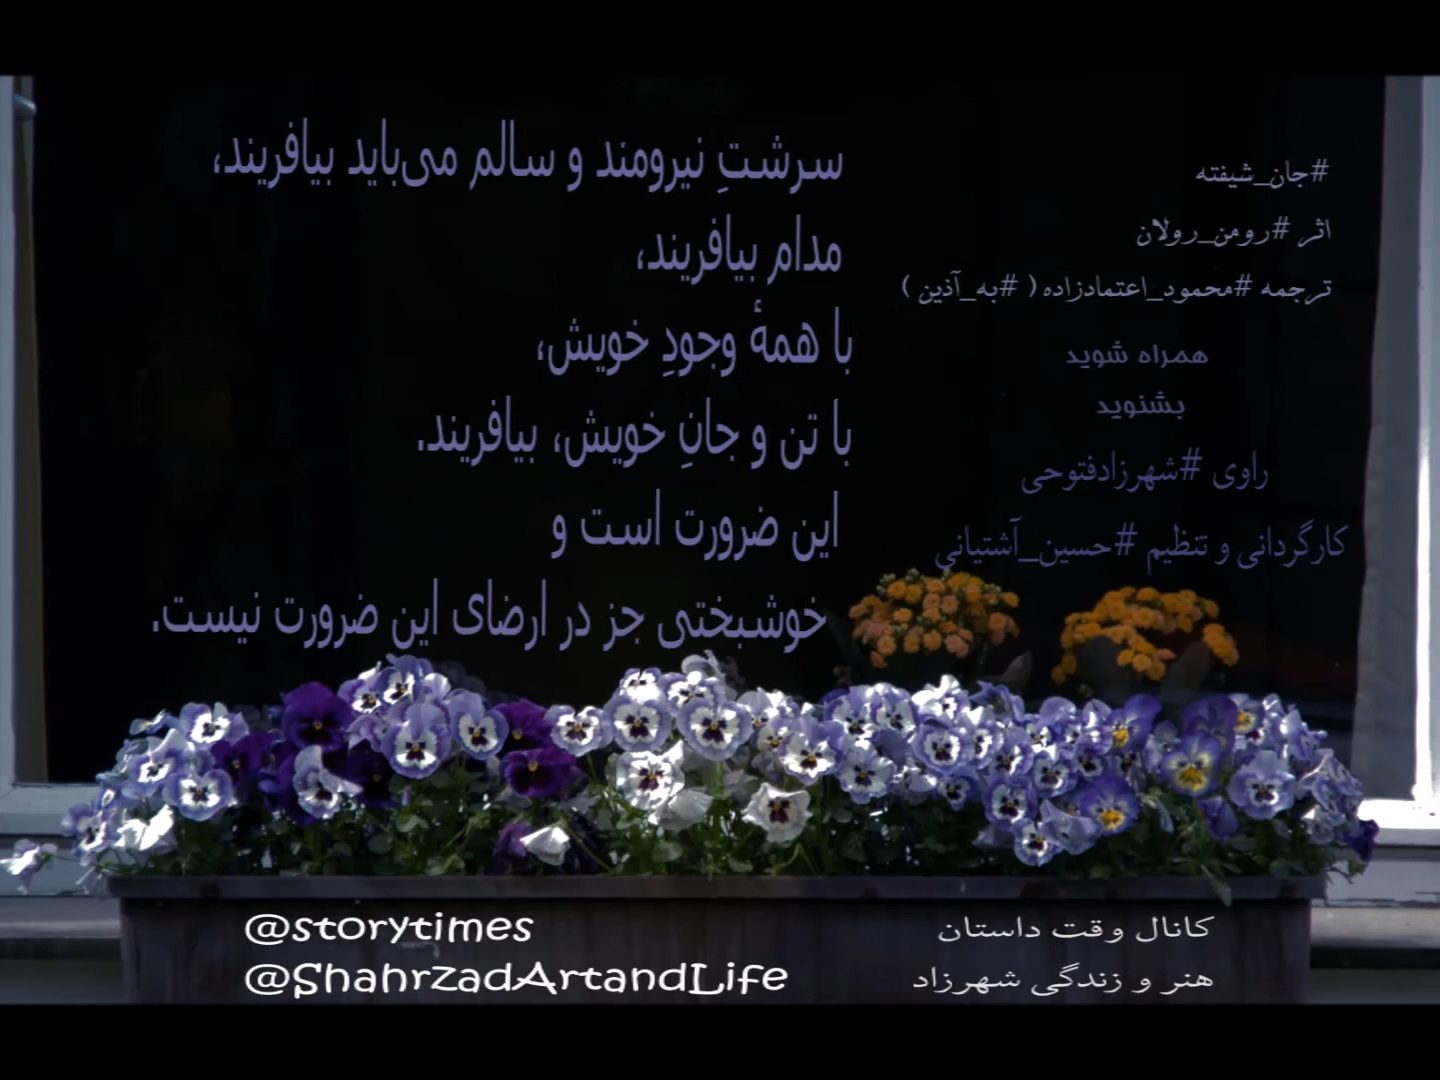 سرشتِ نیرومند و سالم می‌باید بیافریند،
مدام بیافریند،
با همهٔ وجودِ خویش،
با تن و جانِ خویش، بیافریند.
این ضرورت است و
خوشبختی جز در ارضای این ضرورت نیست.
#جان_شیفته
اثر #رومن_رولان
ترجمه #محمود_اعتمادزاده ( #به_آذین )
همراه شوید
بشنوید
راوی #شهرزادفتوحی
کارگردانی و تنظیم #حسین_آشتیانی
کانال وقت داستان
@storytimes
هنر و زندگی شهرزاد
@ShahrzadArtandLife